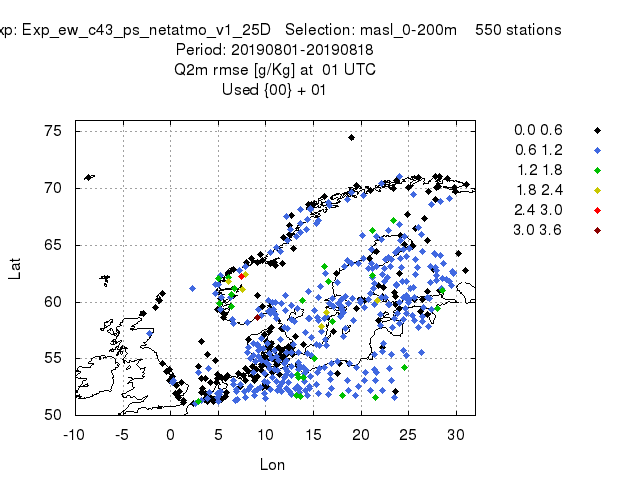 xp: Exp_ew_c43_ps_netatmo_v1_25D Selection: masl_0-200m 550 stations
Period: 20190801-20190818
Q2m rmse [g/Kg] at 01 UTC
Used {00} + 01
0.0 0.6
0.6 1.2
1.2 1.8
1.8 2.4
2.4 3.0
3.0 3.6
75
70
65
60
55
50
Lat
-10 -5 0 5 10 15 20 25 30
Lon